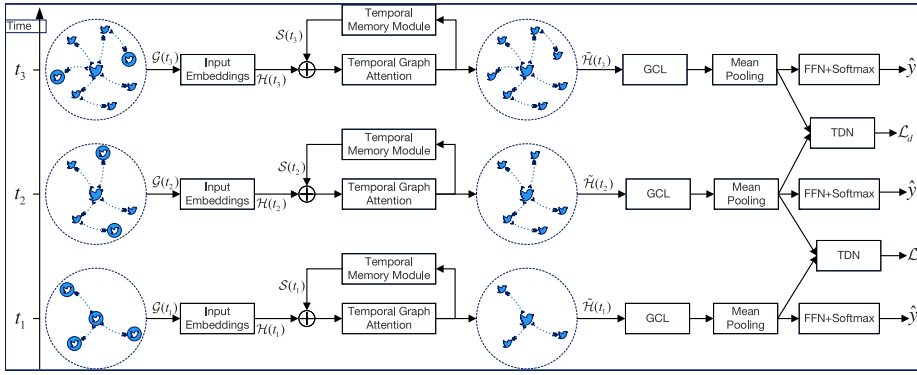 Time
t₃
𝒢(t₃)
Input
Embeddings
ℋ(t₃)
𝒮(t₃)
Temporal
Memory Module
Temporal Graph
Attention
ℋ̃(t₃)
GCL
Mean
Pooling
FFN+Softmax
ŷ
TDN
ℒ_d
t₂
𝒢(t₂)
Input
Embeddings
ℋ(t₂)
𝒮(t₂)
Temporal
Memory Module
Temporal Graph
Attention
ℋ̃(t₂)
GCL
Mean
Pooling
FFN+Softmax
ŷ
TDN
ℒ
t₁
𝒢(t₁)
Input
Embeddings
ℋ(t₁)
𝒮(t₁)
Temporal
Memory Module
Temporal Graph
Attention
ℋ̃(t₁)
GCL
Mean
Pooling
FFN+Softmax
ŷ